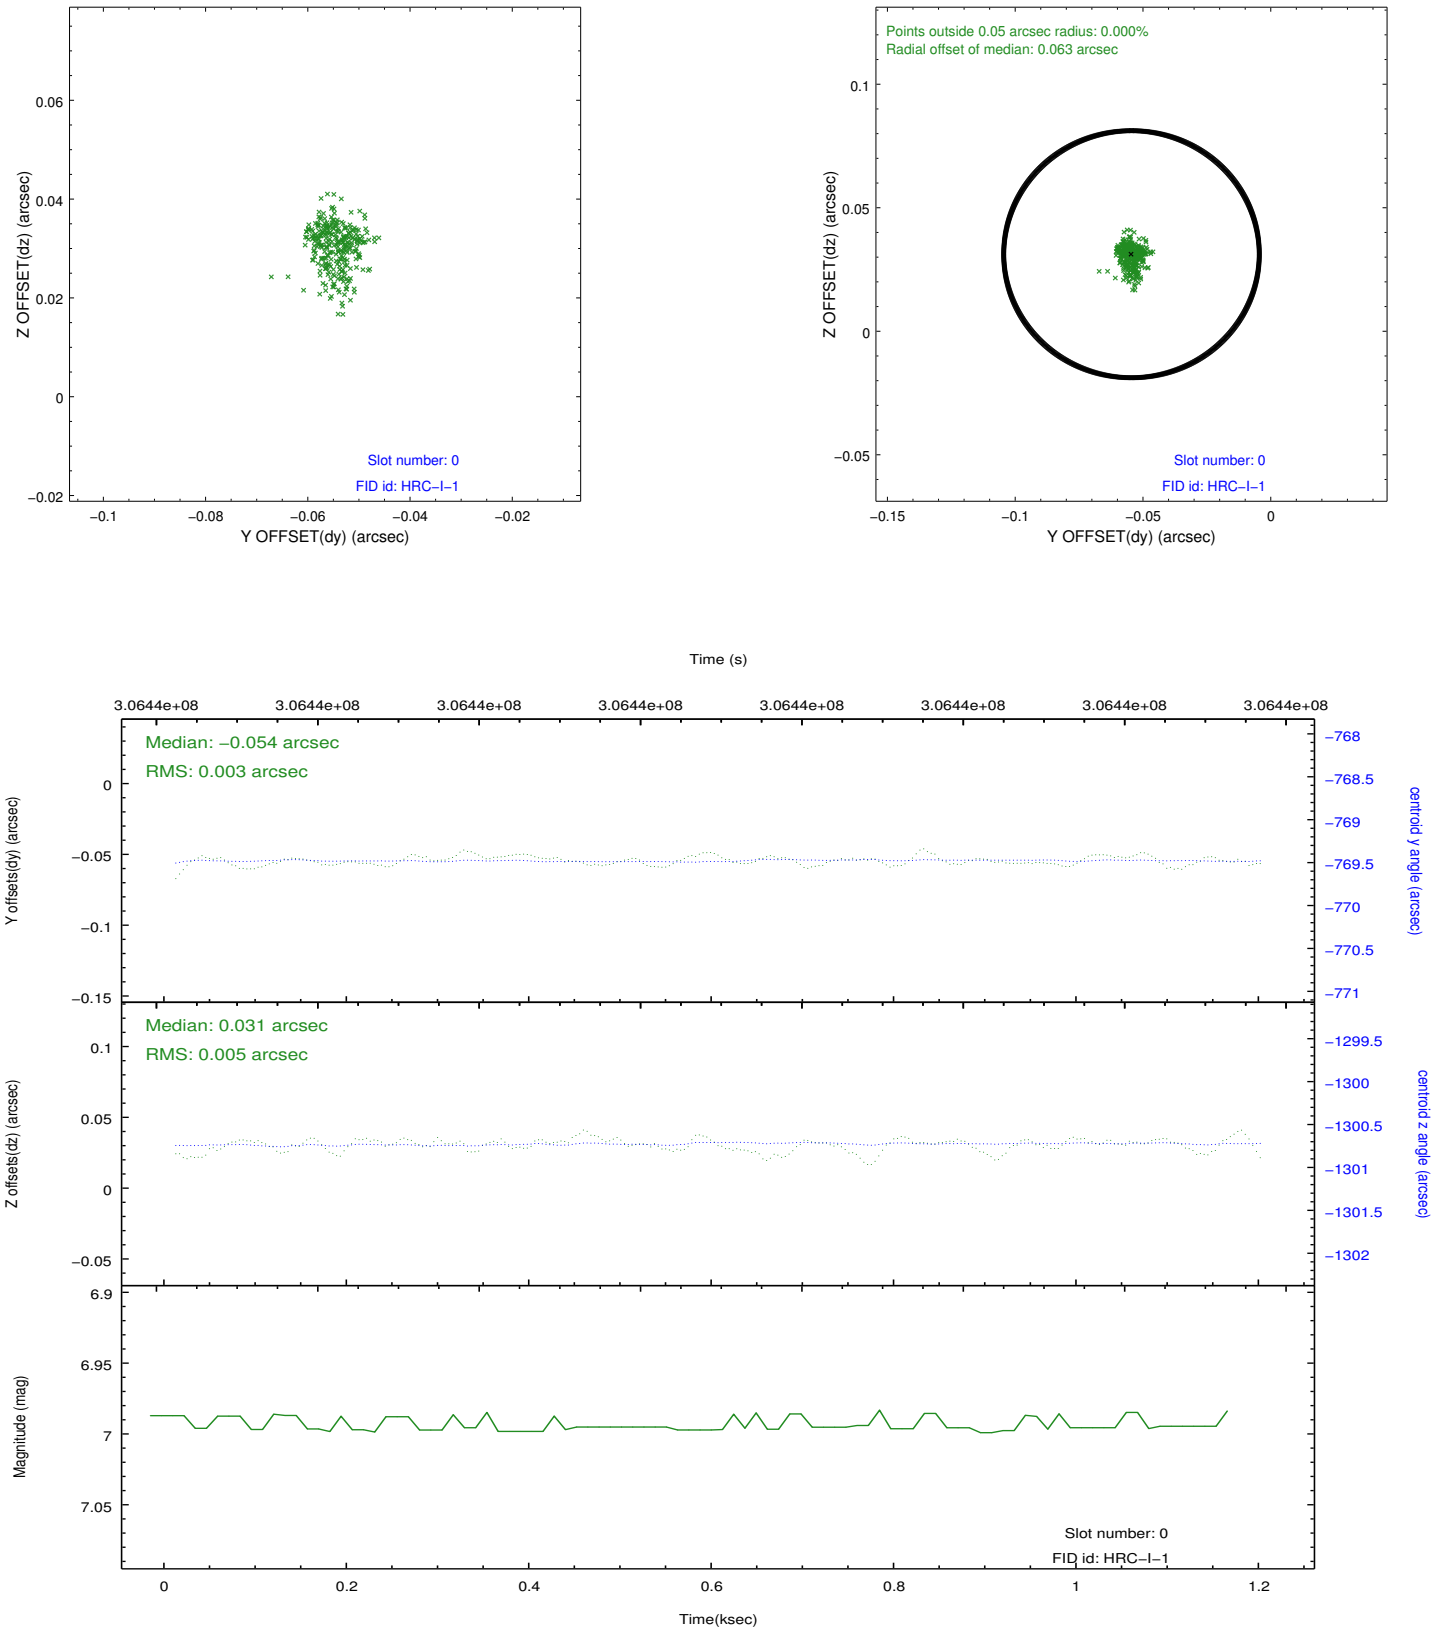 0.06
0.04
0.02
0
−0.02
Z OFFSET(dz) (arcsec)
Slot number: 0
FID id: HRC−I−1
−0.1 −0.08 −0.06 −0.04 −0.02
Y OFFSET(dy) (arcsec)
Points outside 0.05 arcsec radius: 0.000%
Radial offset of median: 0.063 arcsec
0.1
0.05
0
−0.05
Z OFFSET(dz) (arcsec)
Slot number: 0
FID id: HRC−I−1
−0.15 −0.1 −0.05 0
Y OFFSET(dy) (arcsec)
Time (s)
3.0644e+08 3.0644e+08 3.0644e+08 3.0644e+08 3.0644e+08 3.0644e+08 3.0644e+08 3.0644e+08
Median: −0.054 arcsec
RMS: 0.003 arcsec
0
−0.05
−0.1
−0.15
Y offsets(dy) (arcsec)
−768
−768.5
−769
−769.5
−770
−770.5
−771
centroid y angle (arcsec)
Median: 0.031 arcsec
RMS: 0.005 arcsec
0.1
0.05
0
−0.05
Z offsets(dz) (arcsec)
−1299.5
−1300
−1300.5
−1301
−1301.5
−1302
centroid z angle (arcsec)
6.9
6.95
7
7.05
Magnitude (mag)
Slot number: 0
FID id: HRC−I−1
0 0.2 0.4 0.6 0.8 1 1.2
Time(ksec)